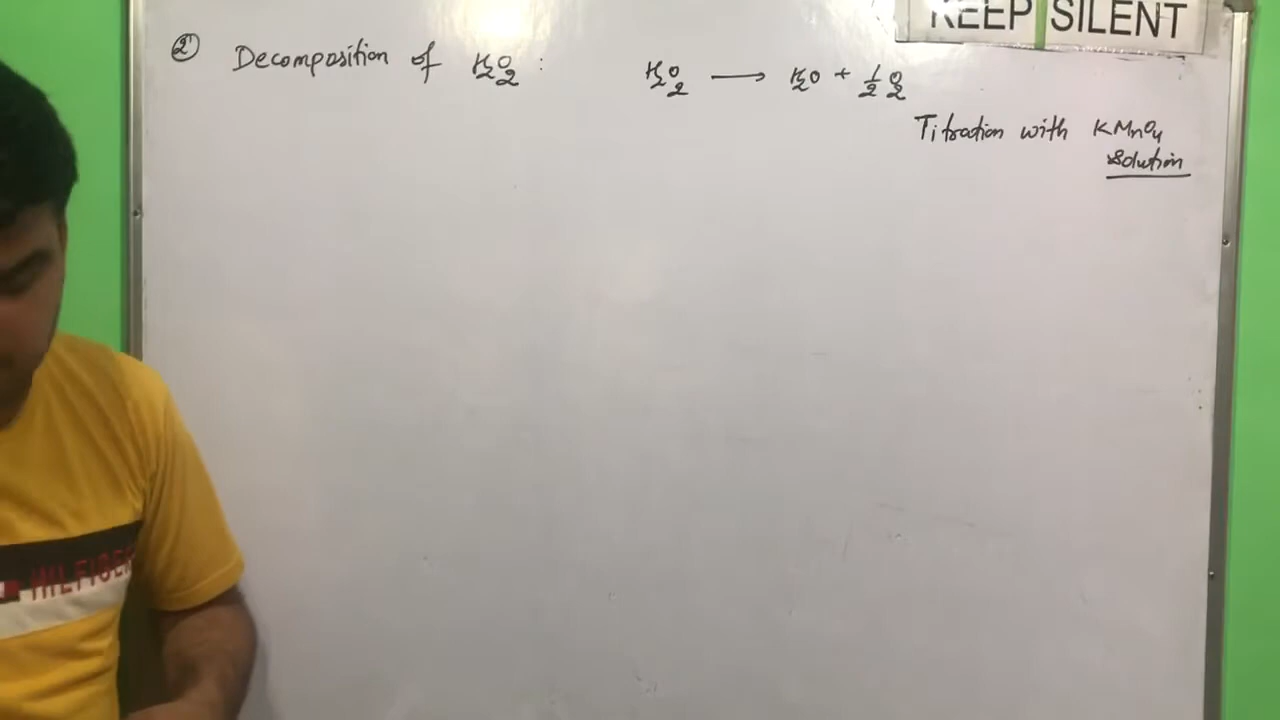 KEEP SILENT
② Decomposition of H₂O₂ : H₂O₂ ⟶ H₂O + ½ O₂
Titration with KMnO₄
solution
HILFIGER